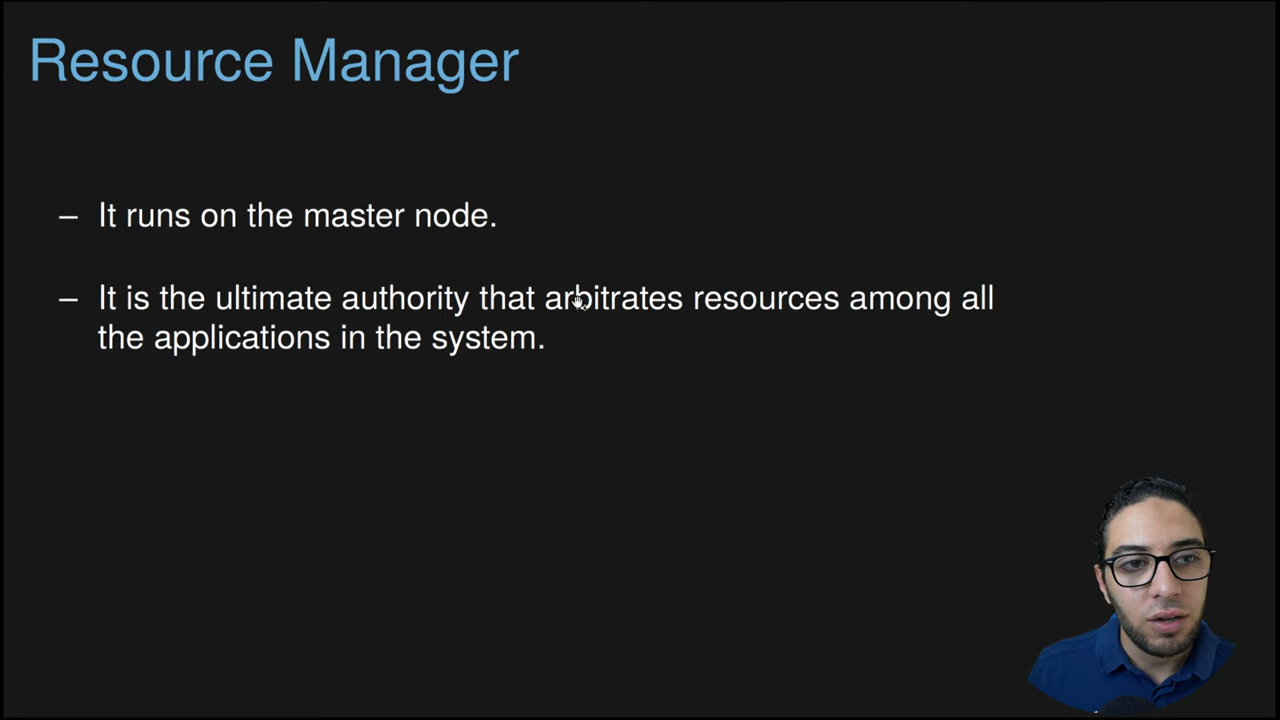 Resource Manager
– It runs on the master node.
– It is the ultimate authority that arbitrates resources among all
the applications in the system.